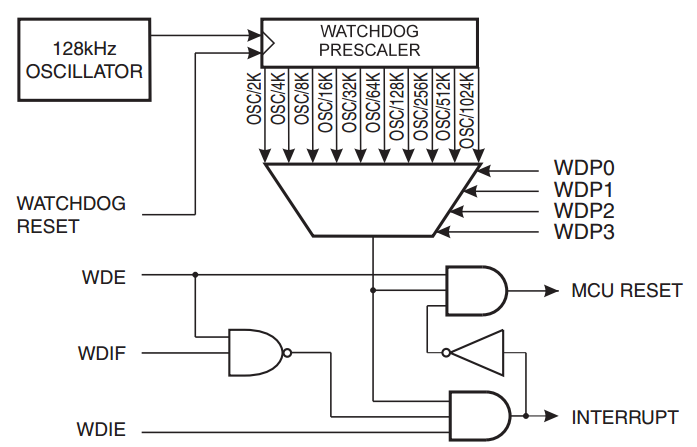 128kHz
OSCILLATOR
WATCHDOG
PRESCALER
OSC/2K
OSC/4K
OSC/8K
OSC/16K
OSC/32K
OSC/64K
OSC/128K
OSC/256K
OSC/512K
OSC/1024K
WDP0
WDP1
WDP2
WDP3
WATCHDOG
RESET
WDE
MCU RESET
WDIF
WDIE
INTERRUPT